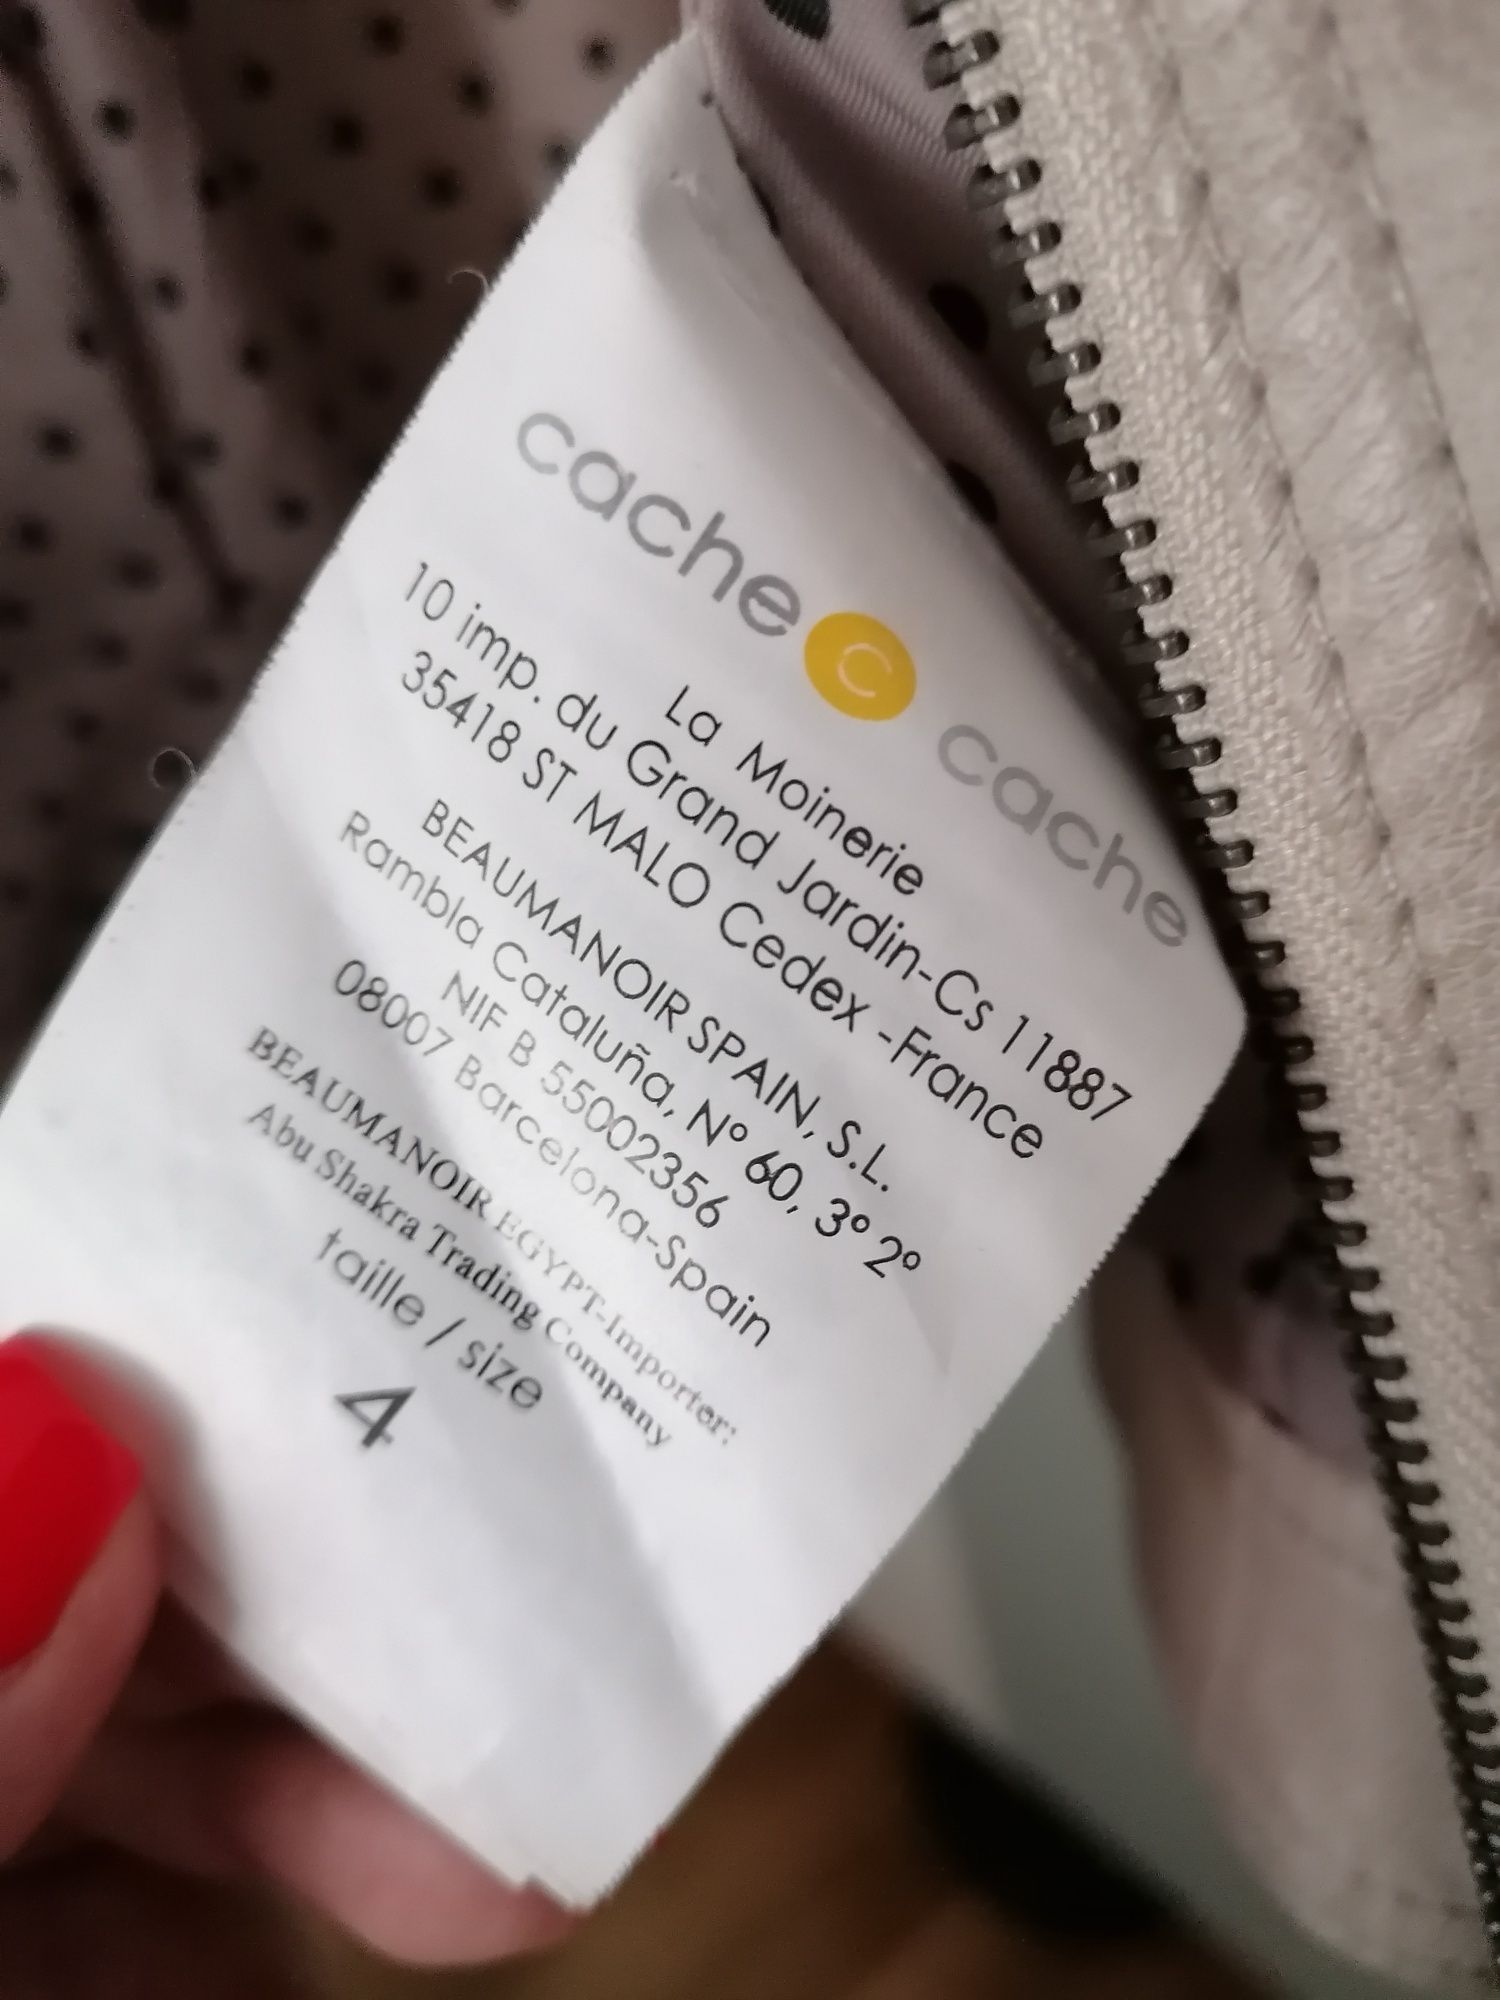 cache c cache
La Moinerie
10 imp. du Grand Jardin-Cs 11887
35418 ST MALO Cedex -France
BEAUMANOIR SPAIN, S.L.
Rambla Cataluña, Nº 60, 3º 2º
NIF B 55002356
08007 Barcelona-Spain
BEAUMANOIR EGYPT-Importer:
Abu Shakra Trading Company
taille / size
4